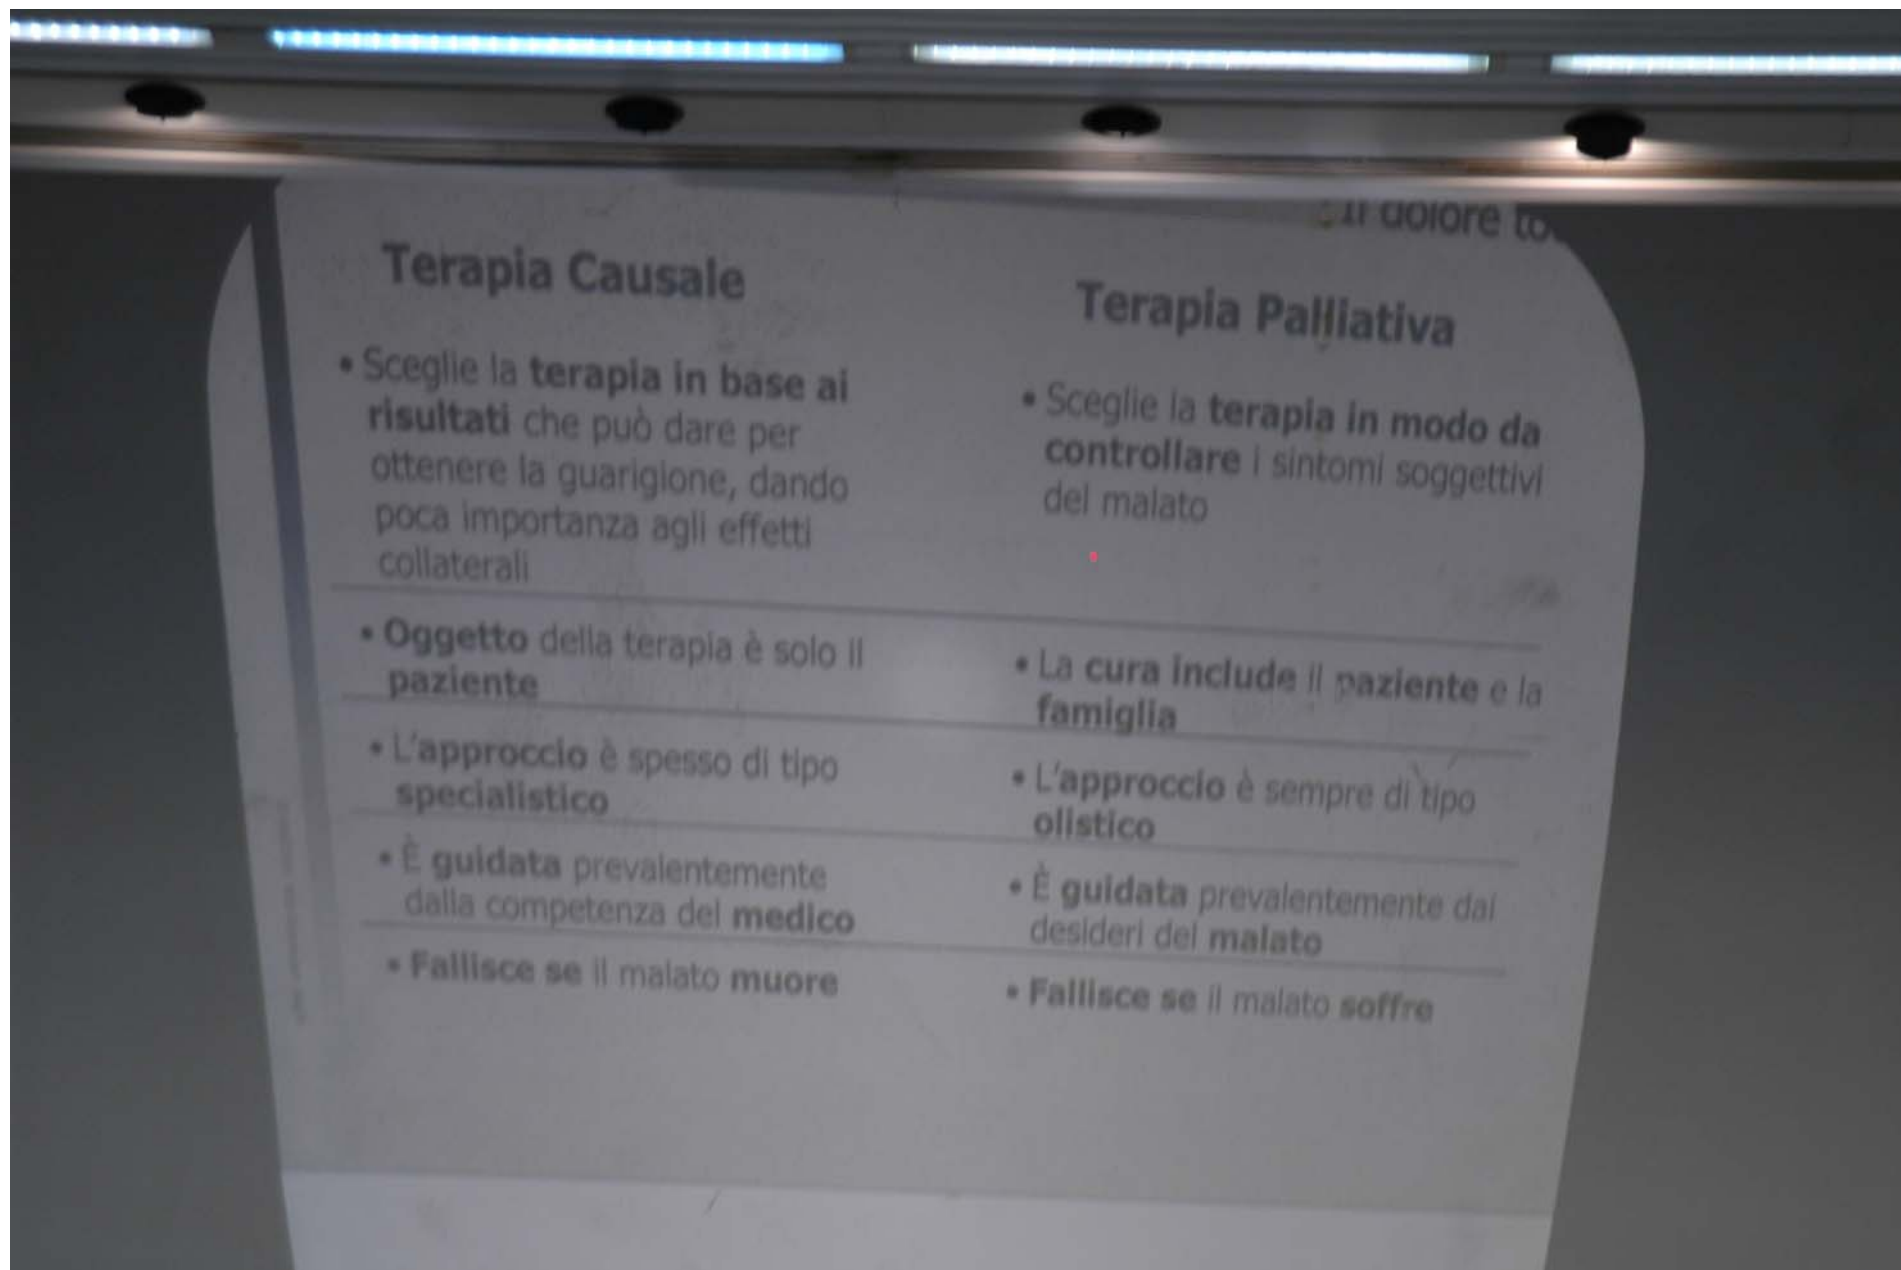 Il dolore
Terapia Causale
• Sceglie la terapia in base ai
risultati che può dare per
ottenere la guarigione, dando
poca importanza agli effetti
collaterali
• Oggetto della terapia è solo il
paziente
• L'approccio è spesso di tipo
specialistico
• È guidata prevalentemente
dalla competenza del medico
• Fallisce se il malato muore
Terapia Palliativa
• Sceglie la terapia in modo da
controllare i sintomi soggettivi
del malato
• La cura include il paziente e la
famiglia
• L'approccio è sempre di tipo
olistico
• È guidata prevalentemente dai
desideri del malato
• Fallisce se il malato soffre